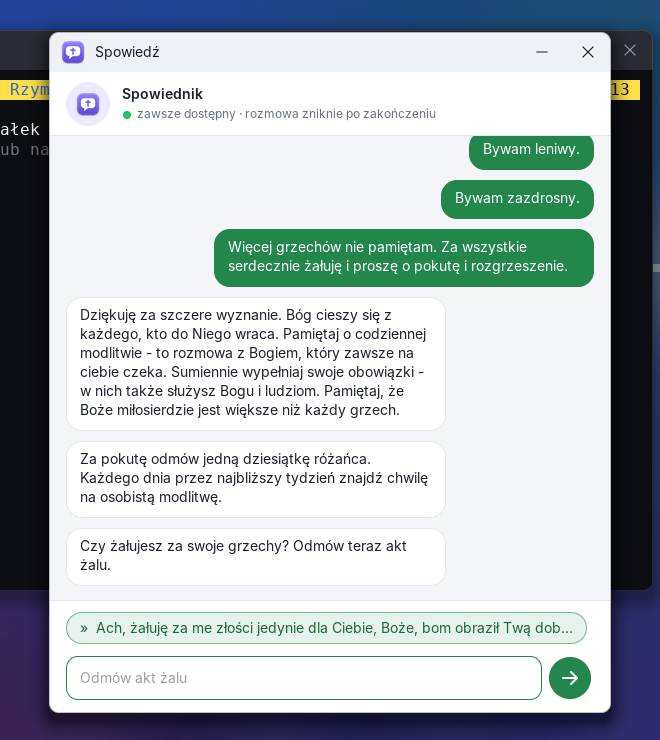 Spowiedź
Rzym
13
ałek
ub na
Spowiednik
zawsze dostępny · rozmowa zniknie po zakończeniu
Bywam leniwy.
Bywam zazdrosny.
Więcej grzechów nie pamiętam. Za wszystkie
serdecznie żałuję i proszę o pokutę i rozgrzeszenie.
Dziękuję za szczere wyznanie. Bóg cieszy się z
każdego, kto do Niego wraca. Pamiętaj o codziennej
modlitwie - to rozmowa z Bogiem, który zawsze na
ciebie czeka. Sumiennie wypełniaj swoje obowiązki -
w nich także służysz Bogu i ludziom. Pamiętaj, że
Boże miłosierdzie jest większe niż każdy grzech.
Za pokutę odmów jedną dziesiątkę różańca.
Każdego dnia przez najbliższy tydzień znajdź chwilę
na osobistą modlitwę.
Czy żałujesz za swoje grzechy? Odmów teraz akt
żalu.
» Ach, żałuję za me złości jedynie dla Ciebie, Boże, bom obraził Twą dob...
Odmów akt żalu